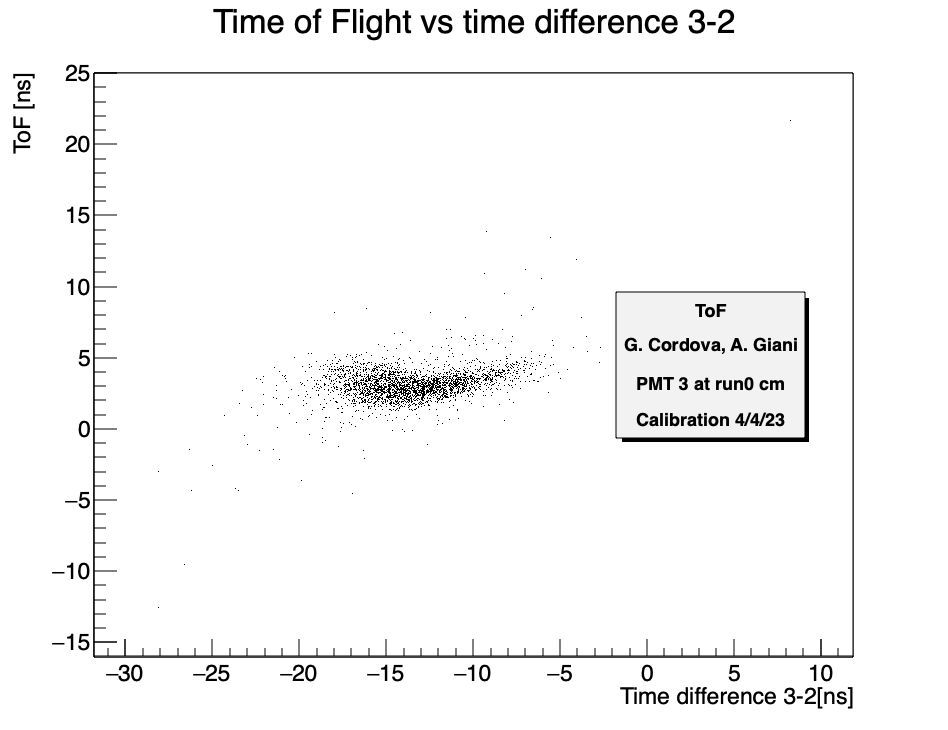 Time of Flight vs time difference 3-2
ToF [ns]
25
20
15
10
5
0
−5
−10
−15
ToF
G. Cordova, A. Giani
PMT 3 at run0 cm
Calibration 4/4/23
−30 −25 −20 −15 −10 −5 0 5 10
Time difference 3-2[ns]